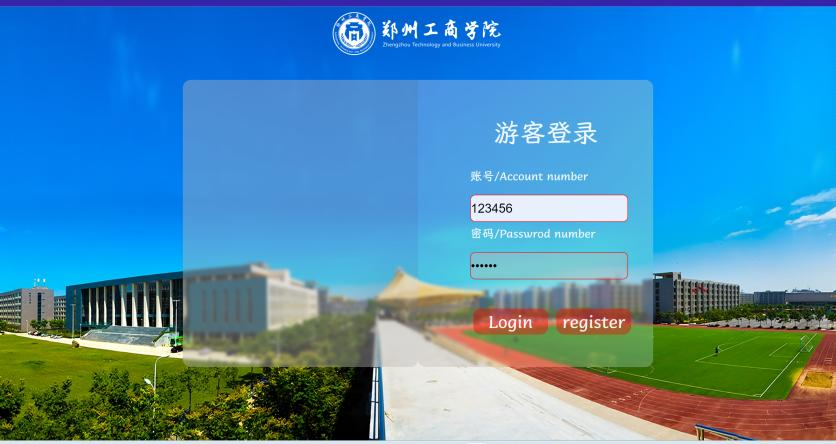 郑州工商学院
Zhengzhou Technology and Business University
游客登录
账号/Account number
123456
密码/Passwrod number
••••••
Login register